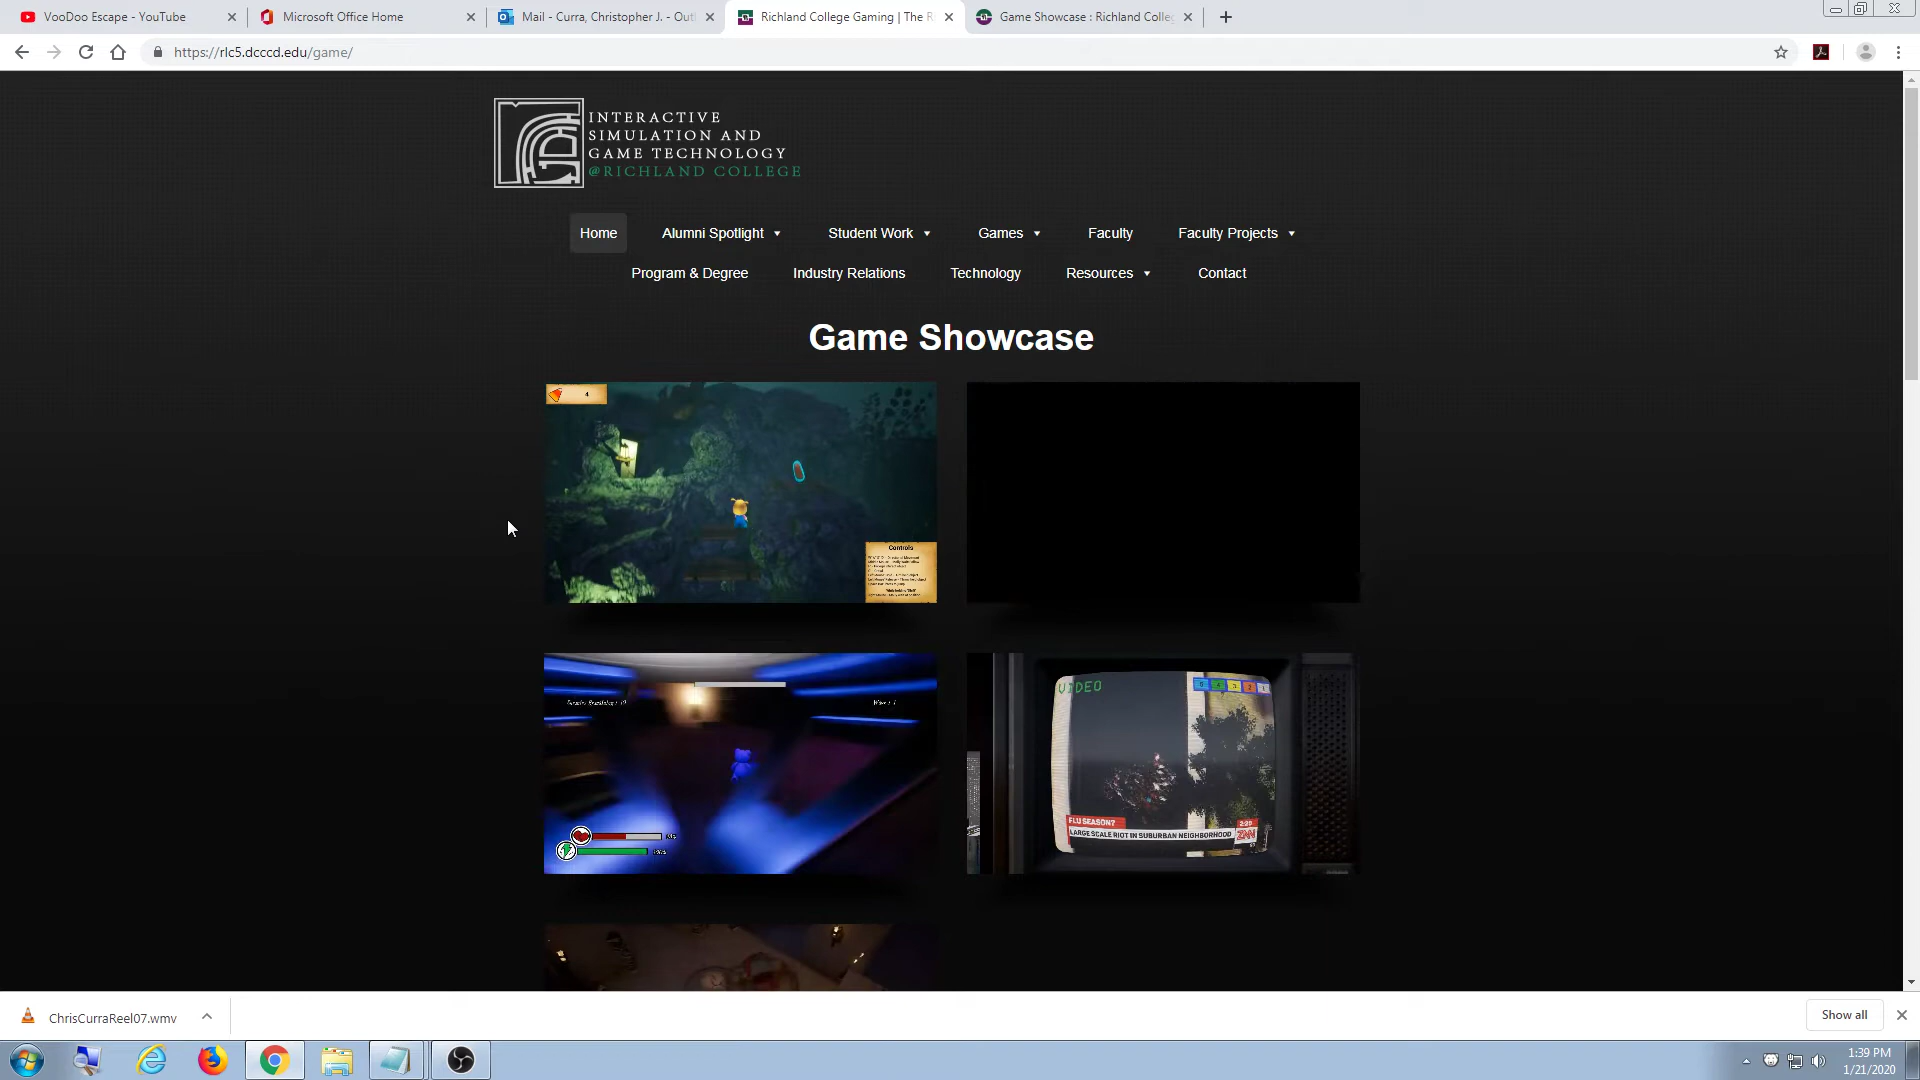 VooDoo Escape - YouTube
Microsoft Office Home
Mail - Curra, Christopher J. - Out
Richland College Gaming | The R
Game Showcase : Richland Colle
https://rlc5.dcccd.edu/game/
INTERACTIVE
SIMULATION AND
GAME TECHNOLOGY
@RICHLAND COLLEGE
Home
Alumni Spotlight
Student Work
Games
Faculty
Faculty Projects
Program & Degree
Industry Relations
Technology
Resources
Contact
Game Showcase
4
Controls
VIDEO
FLU SEASON?
LARGE SCALE RIOT IN SUBURBAN NEIGHBORHOOD
ZNN
ChrisCurraReel07.wmv
Show all
1:39 PM
1/21/2020